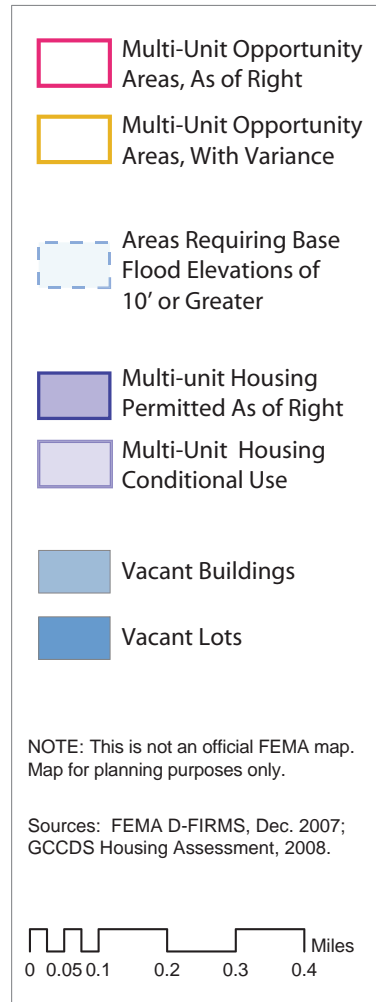 Multi-Unit Opportunity
Areas, As of Right
Multi-Unit Opportunity
Areas, With Variance
Areas Requiring Base
Flood Elevations of
10’ or Greater
Multi-unit Housing
Permitted As of Right
Multi-Unit Housing
Conditional Use
Vacant Buildings
Vacant Lots
NOTE: This is not an official FEMA map.
Map for planning purposes only.
Sources: FEMA D-FIRMS, Dec. 2007;
GCCDS Housing Assessment, 2008.
Miles
0 0.05 0.1 0.2 0.3 0.4